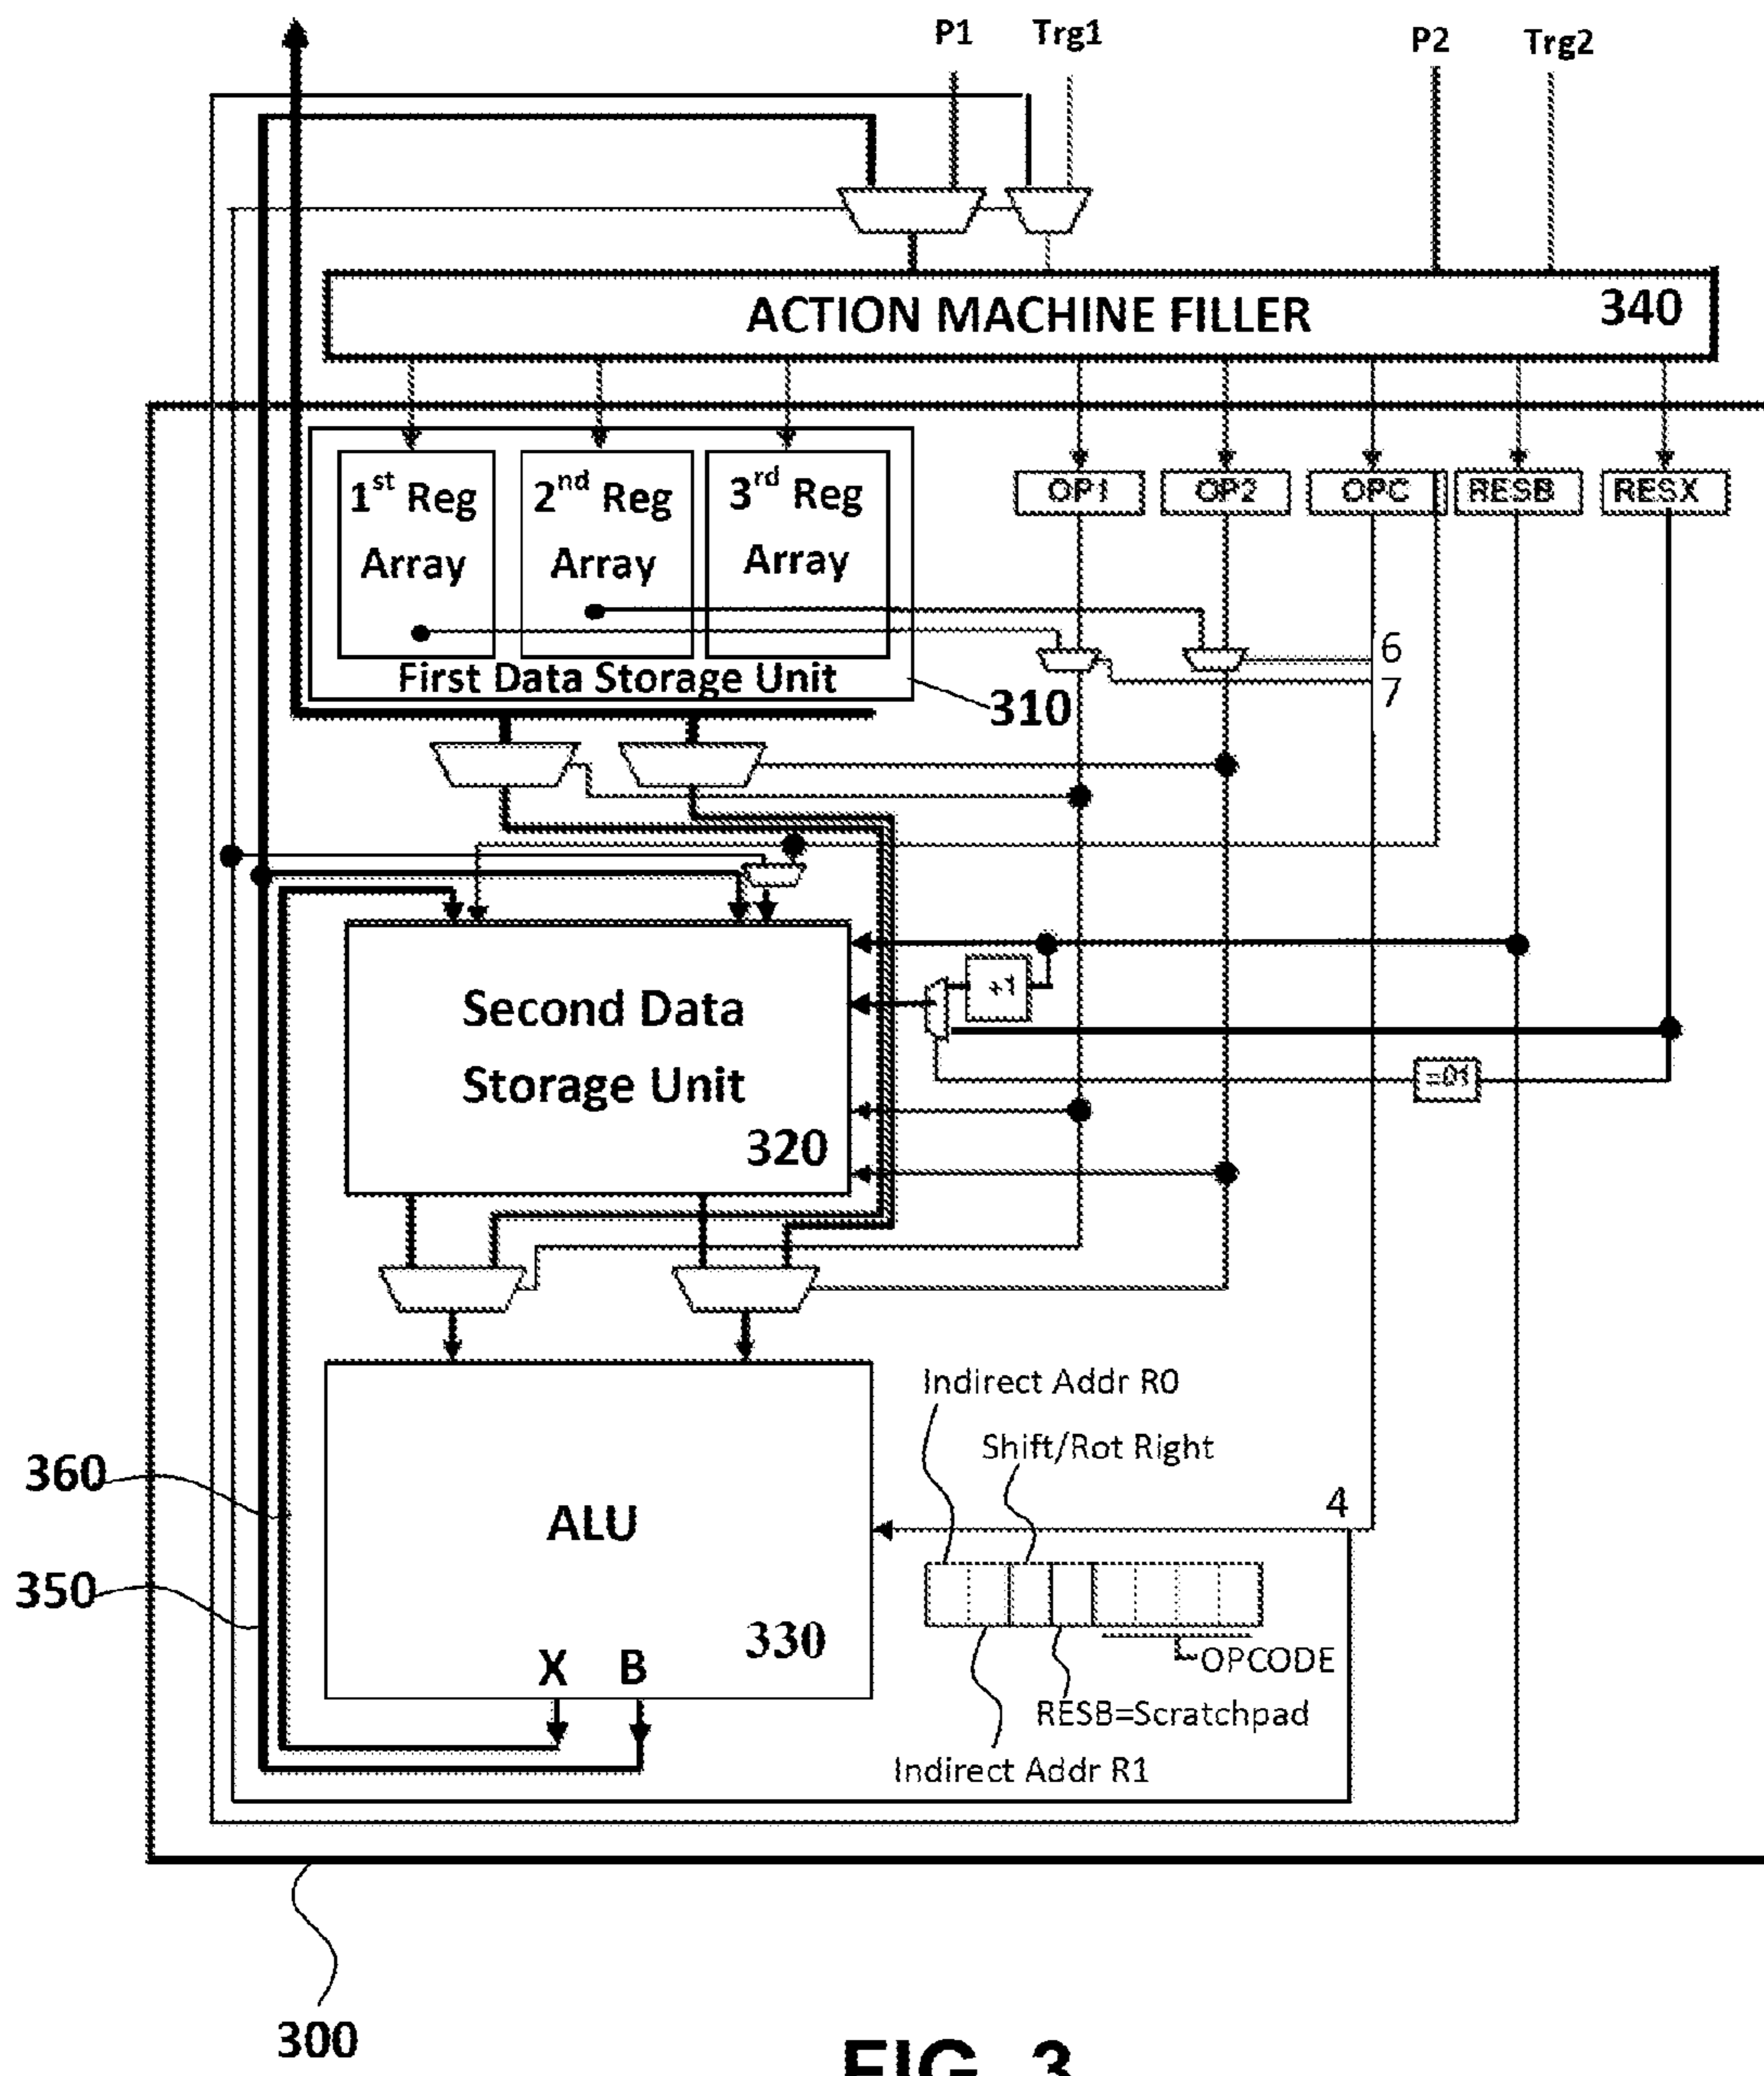 P1 Trg1 P2 Trg2
ACTION MACHINE FILLER 340
1st Reg Array
2nd Reg Array
3rd Reg Array
First Data Storage Unit
310
OP1 OP2 OPC RESB RESX
6
7
+1
=01
Second Data
Storage Unit
320
Indirect Addr R0
Shift/Rot Right
360
ALU
4
350
330
X B
OPCODE
RESB=Scratchpad
Indirect Addr R1
300
FIG. 3